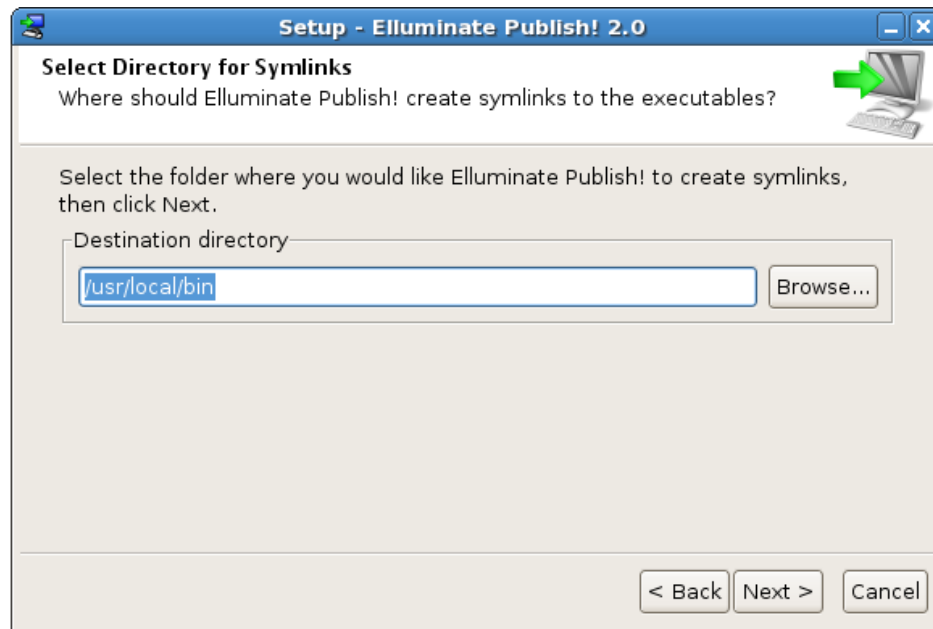 Setup - Elluminate Publish! 2.0
Select Directory for Symlinks
Where should Elluminate Publish! create symlinks to the executables?
Select the folder where you would like Elluminate Publish! to create symlinks,
then click Next.
Destination directory
/usr/local/bin
Browse...
< Back
Next >
Cancel